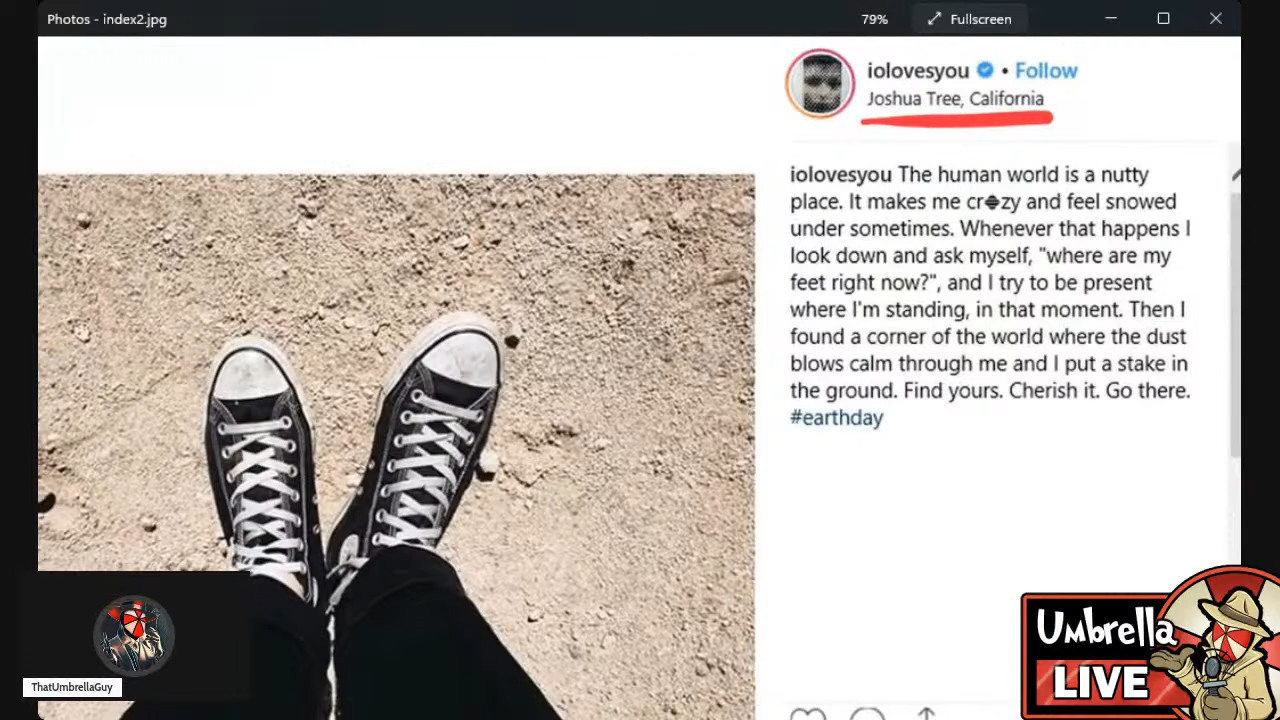 Photos - index2.jpg
79%
Fullscreen
iolovesyou • Follow
Joshua Tree, California
iolovesyou The human world is a nutty
place. It makes me cr zy and feel snowed
under sometimes. Whenever that happens I
look down and ask myself, "where are my
feet right now?", and I try to be present
where I'm standing, in that moment. Then I
found a corner of the world where the dust
blows calm through me and I put a stake in
the ground. Find yours. Cherish it. Go there.
#earthday
ThatUmbrellaGuy
Umbrella
LIVE